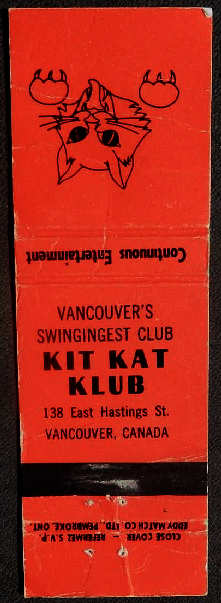 Continuous Entertainment
VANCOUVER'S
SWINGINGEST CLUB
KIT KAT
KLUB
138 East Hastings St.
VANCOUVER, CANADA
CLOSE COVER — REFERMEZ S.V.P.
EDDY MATCH CO. LTD. PEMBROKE, ONT.